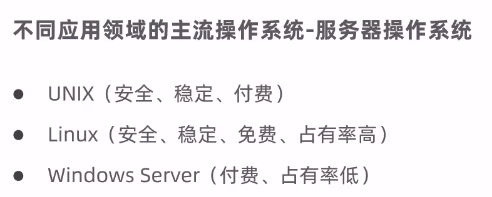 不同应用领域的主流操作系统-服务器操作系统
● UNIX（安全、稳定、付费）
● Linux（安全、稳定、免费、占有率高）
● Windows Server（付费、占有率低）